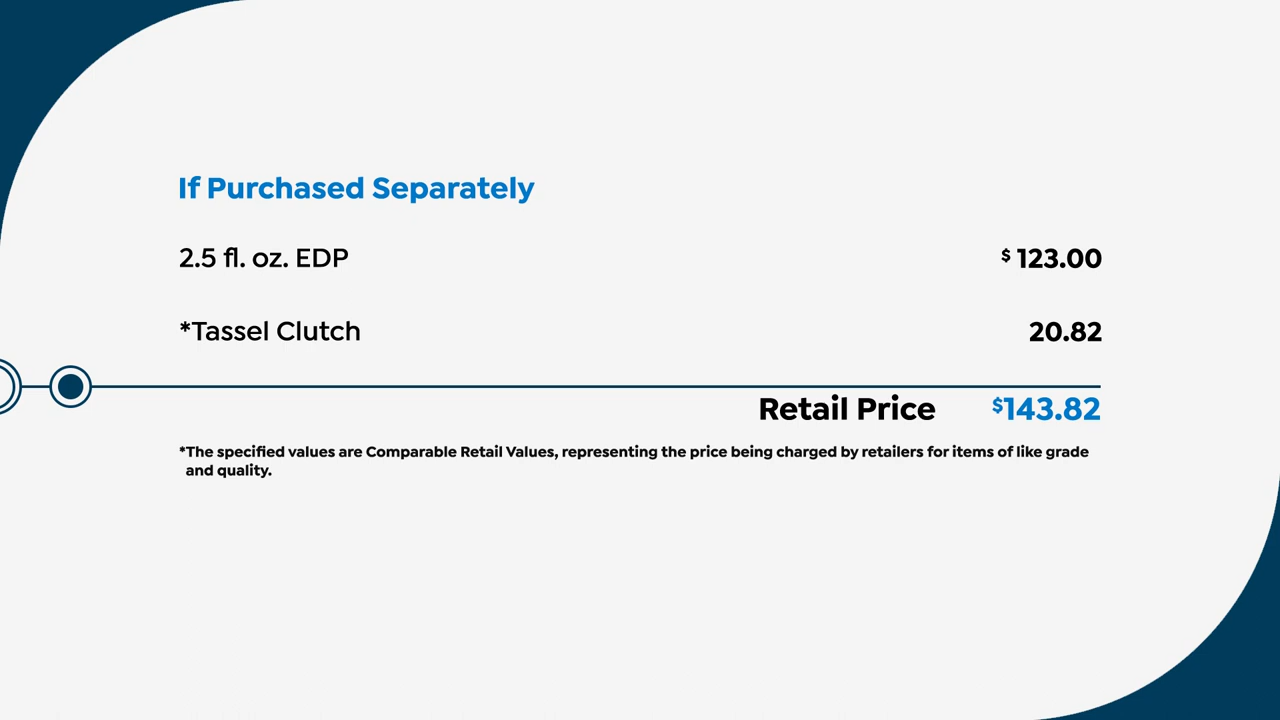 If Purchased Separately
2.5 fl. oz. EDP $ 123.00
*Tassel Clutch 20.82
Retail Price $143.82
*The specified values are Comparable Retail Values, representing the price being charged by retailers for items of like grade
and quality.